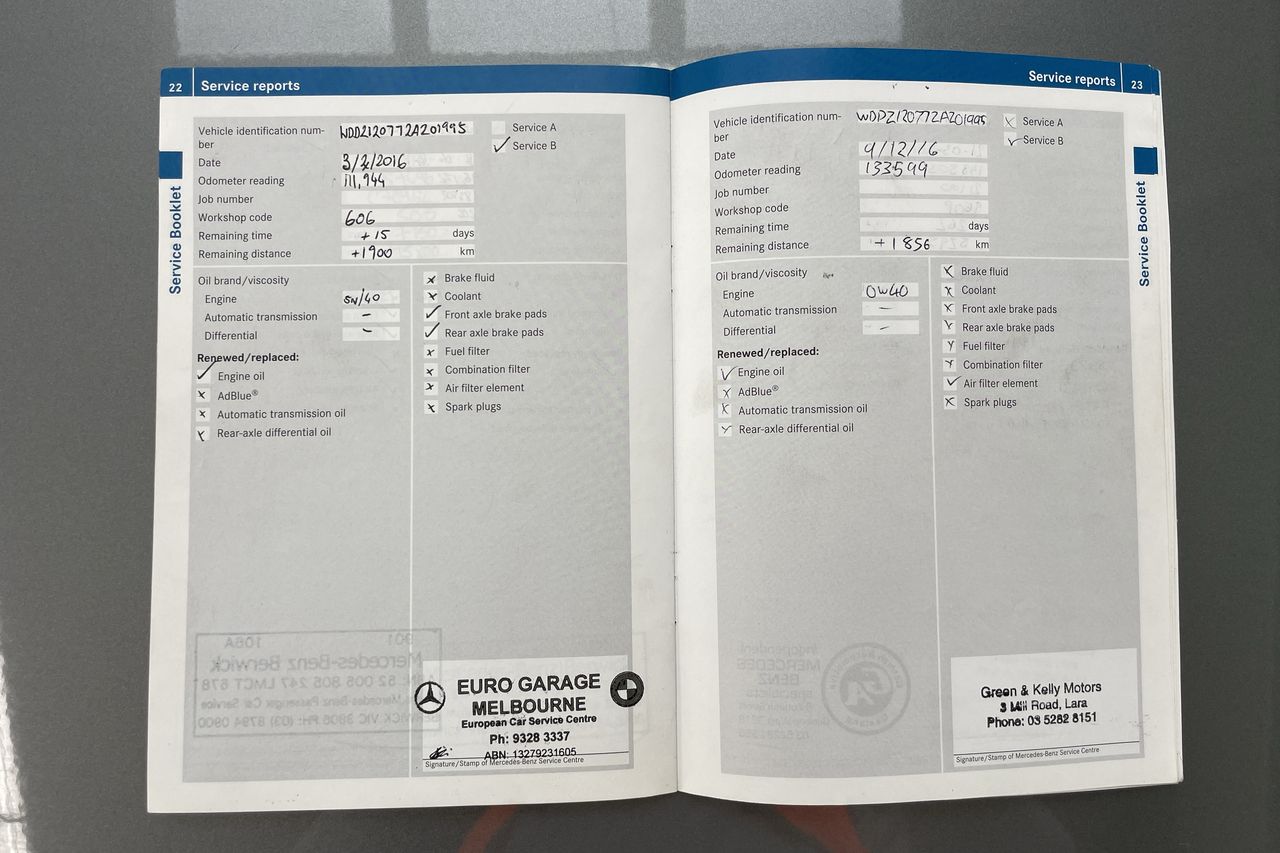 22 Service reports
Vehicle identification num-
ber WDD2120772A201995
Service A
Service B
Date 3/2/2016
Odometer reading 111,944
Job number
Workshop code 606
Remaining time +15 days
Remaining distance +1900 km
Oil brand/viscosity
Engine 5W/40
Automatic transmission -
Differential -
Renewed/replaced:
Engine oil
AdBlue®
Automatic transmission oil
Rear-axle differential oil
Brake fluid
Coolant
Front axle brake pads
Rear axle brake pads
Fuel filter
Combination filter
Air filter element
Spark plugs
EURO GARAGE
MELBOURNE
European Car Service Centre
Ph: 9328 3337
ABN: 13279231605
Signature/Stamp of Mercedes-Benz Service Centre
Service Booklet
Service reports 23
Vehicle identification num-
ber WDDZ120772A201995
Service A
Service B
Date 9/12/16
Odometer reading 133599
Job number
Workshop code
Remaining time days
Remaining distance +1856 km
Oil brand/viscosity
Engine 0W40
Automatic transmission -
Differential -
Renewed/replaced:
Engine oil
AdBlue®
Automatic transmission oil
Rear-axle differential oil
Brake fluid
Coolant
Front axle brake pads
Rear axle brake pads
Fuel filter
Combination filter
Air filter element
Spark plugs
Green & Kelly Motors
3 Mill Road, Lara
Phone: 03 5282 8151
Signature/Stamp of Mercedes-Benz Service Centre
Service Booklet